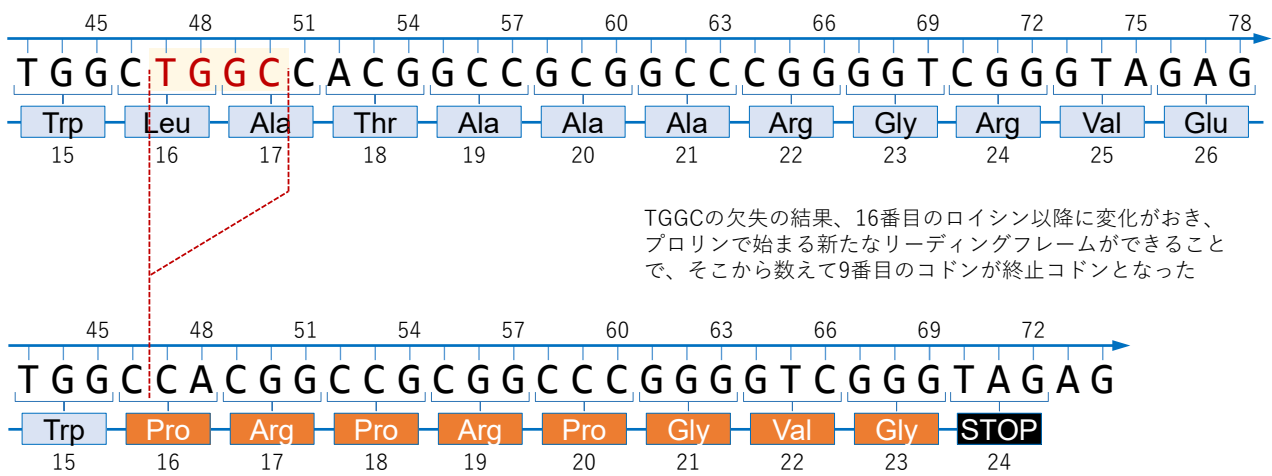 45 48 51 54 57 60 63 66 69 72 75 78
TGGCTGGCCACGGCCGCGGCCCGGGGTCGGGTAGAG
Trp Leu Ala Thr Ala Ala Ala Arg Gly Arg Val Glu
15 16 17 18 19 20 21 22 23 24 25 26
TGGCの欠失の結果、16番目のロイシン以降に変化がおき、
プロリンで始まる新たなリーディングフレームができること
で、そこから数えて9番目のコドンが終止コドンとなった
45 48 51 54 57 60 63 66 69 72
TGGCCACGGCCGCGGCCCGGGGTCGGGTAGAG
Trp Pro Arg Pro Arg Pro Gly Val Gly STOP
15 16 17 18 19 20 21 22 23 24